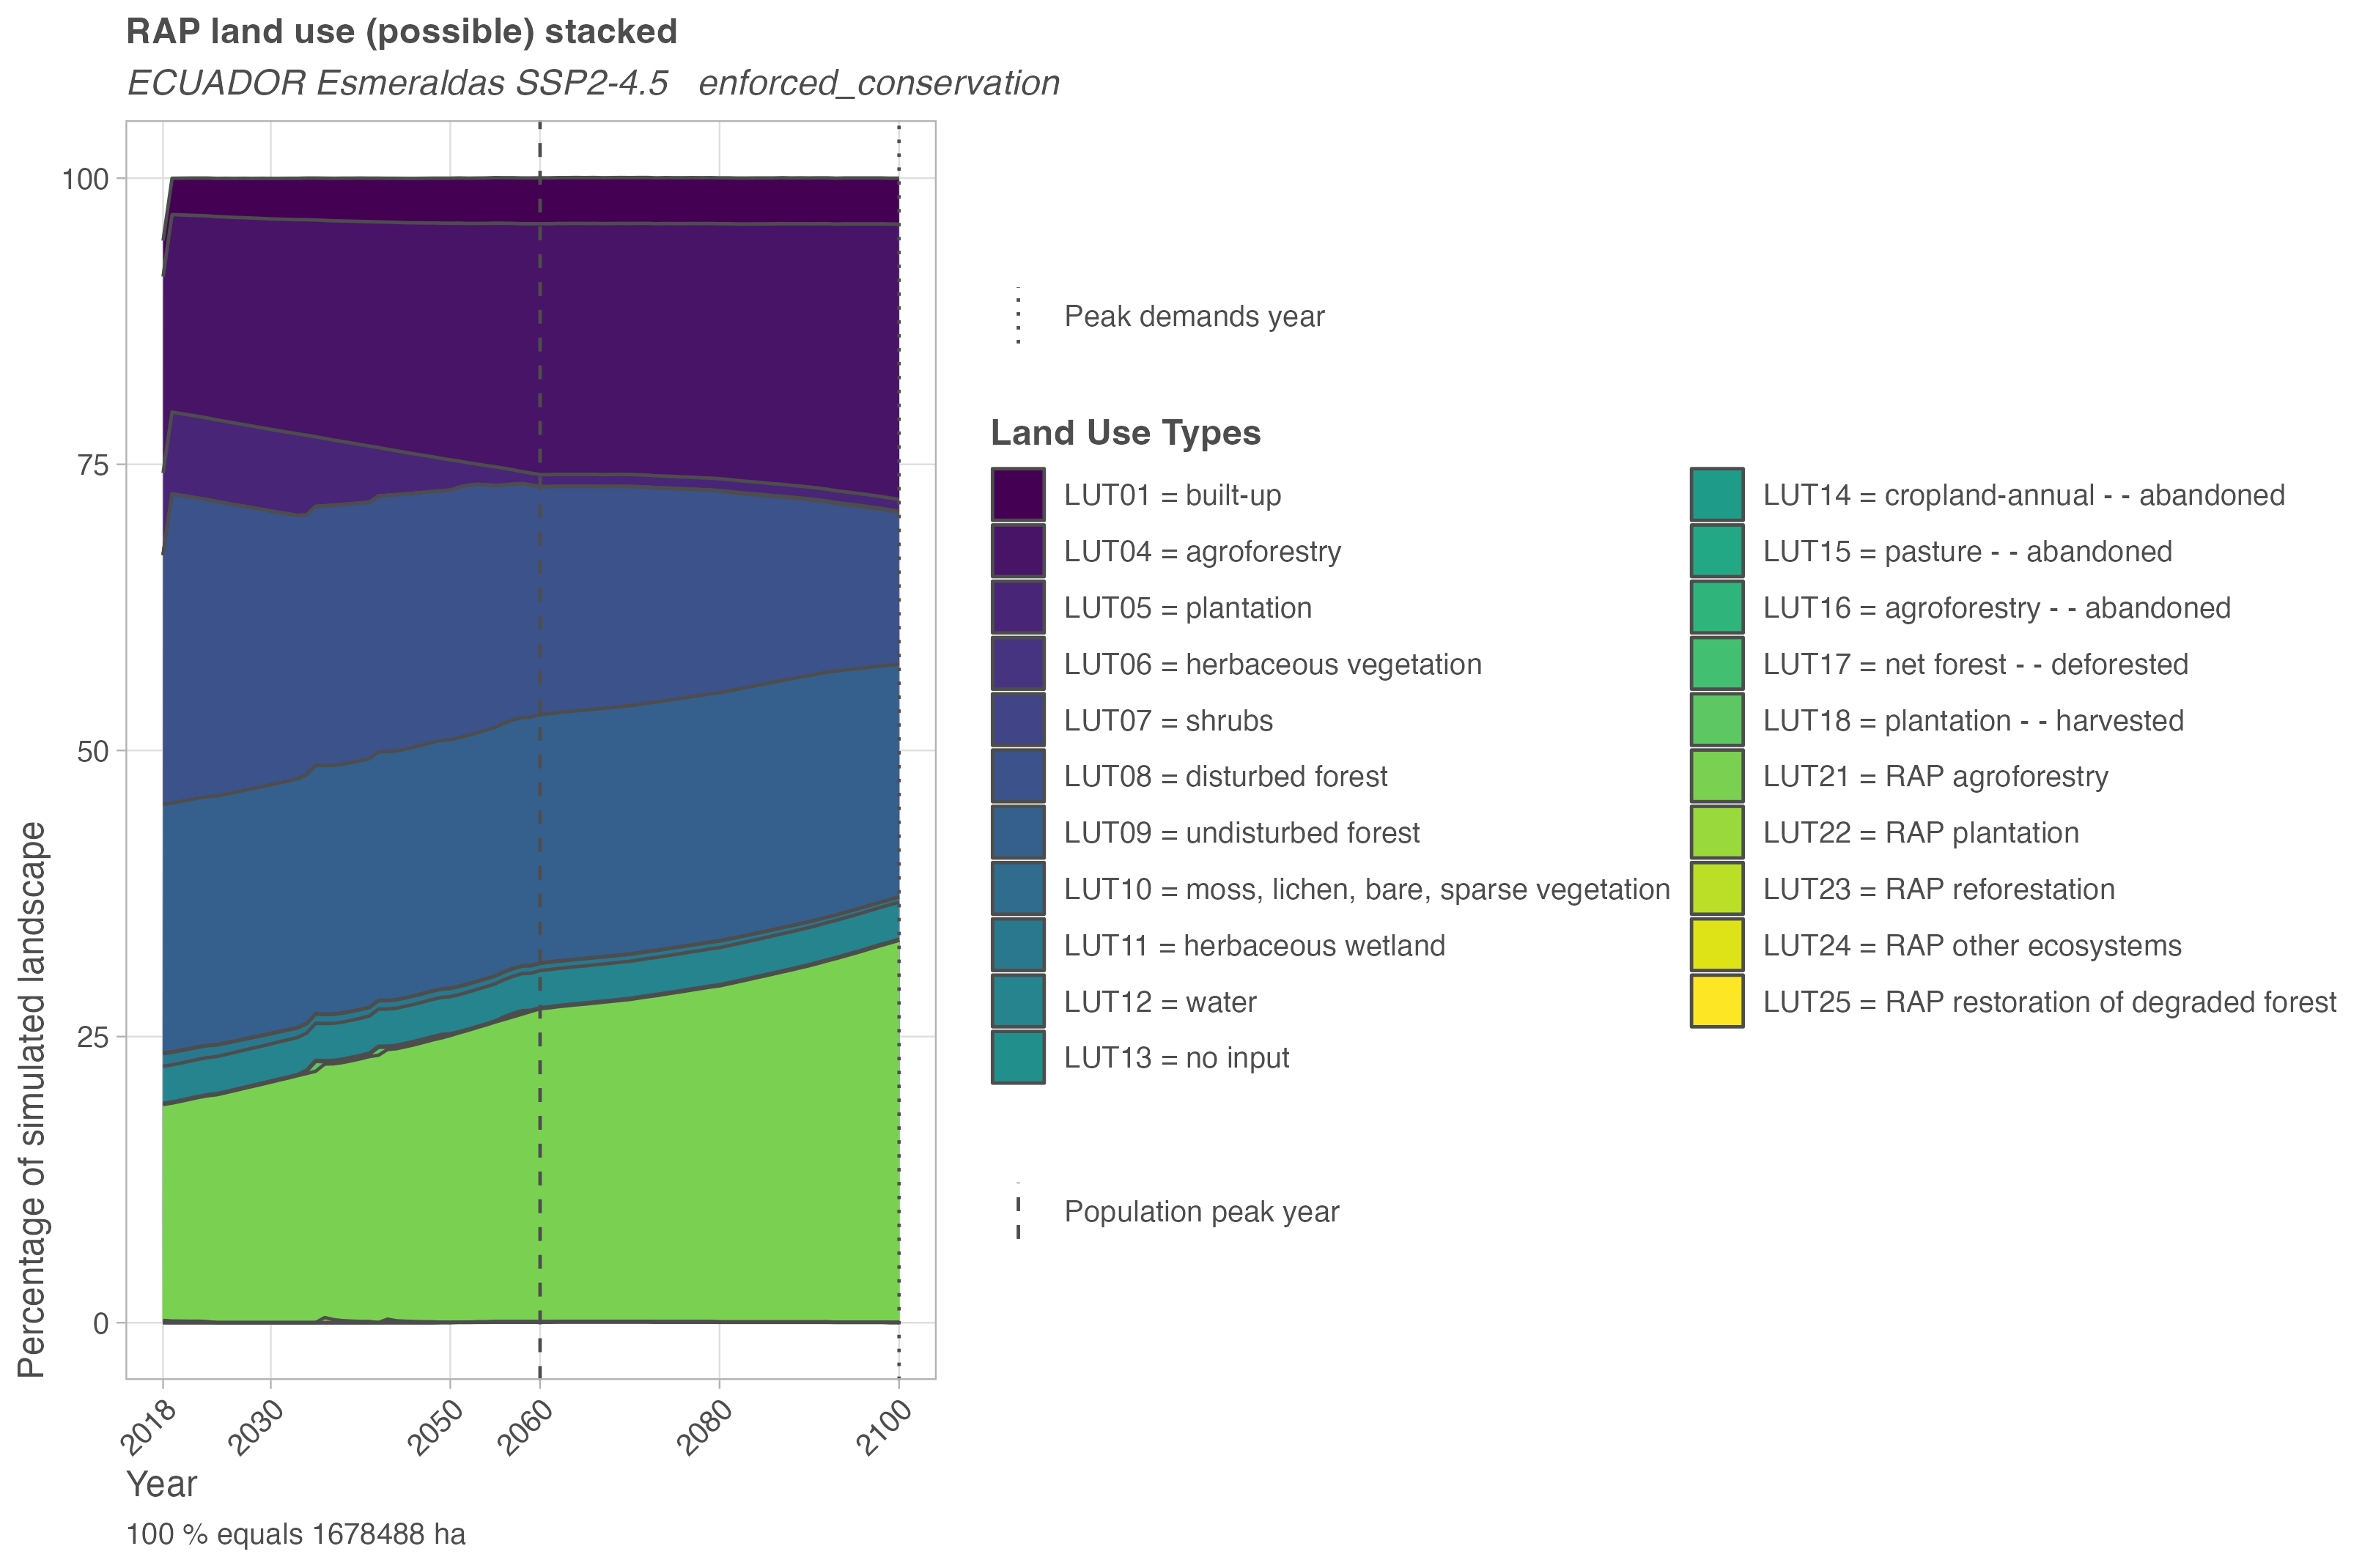 RAP land use (possible) stacked
ECUADOR Esmeraldas SSP2-4.5 enforced_conservation
Percentage of simulated landscape
100
75
50
25
0
2018
2030
2050
2060
2080
2100
Year
100 % equals 1678488 ha
Peak demands year
Land Use Types
LUT01 = built-up
LUT04 = agroforestry
LUT05 = plantation
LUT06 = herbaceous vegetation
LUT07 = shrubs
LUT08 = disturbed forest
LUT09 = undisturbed forest
LUT10 = moss, lichen, bare, sparse vegetation
LUT11 = herbaceous wetland
LUT12 = water
LUT13 = no input
LUT14 = cropland-annual - - abandoned
LUT15 = pasture - - abandoned
LUT16 = agroforestry - - abandoned
LUT17 = net forest - - deforested
LUT18 = plantation - - harvested
LUT21 = RAP agroforestry
LUT22 = RAP plantation
LUT23 = RAP reforestation
LUT24 = RAP other ecosystems
LUT25 = RAP restoration of degraded forest
Population peak year